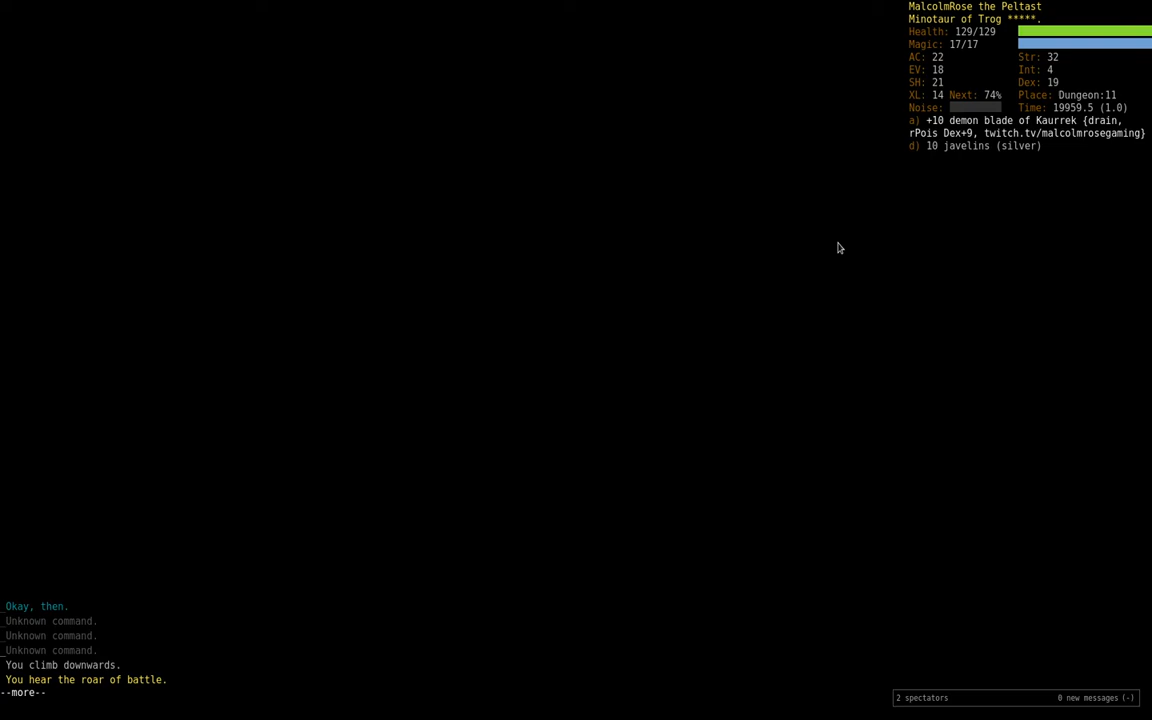 MalcolmRose the Peltast
Minotaur of Trog *****.
Health: 129/129
Magic: 17/17
AC: 22 Str: 32
EV: 18 Int: 4
SH: 21 Dex: 19
XL: 14 Next: 74% Place: Dungeon:11
Noise: Time: 19959.5 (1.0)
a) +10 demon blade of Kaurrek {drain,
rPois Dex+9, twitch.tv/malcolmrosegaming}
d) 10 javelins (silver)
_Okay, then.
_Unknown command.
_Unknown command.
_Unknown command.
You climb downwards.
You hear the roar of battle.
--more--
2 spectators 0 new messages (-)